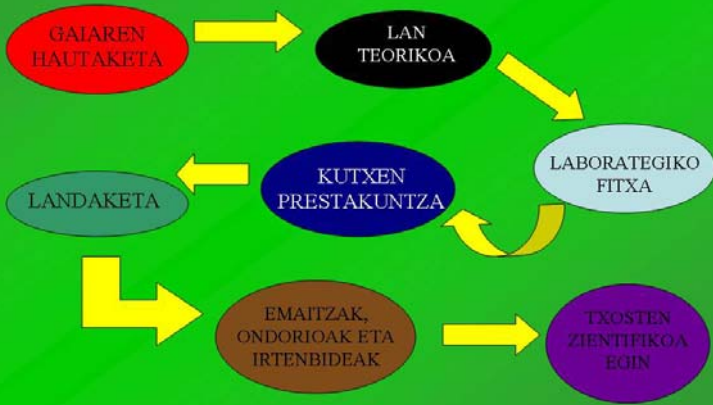 GAIAREN
HAUTAKETA
LAN
TEORIKOA
LABORATEGIKO
FITXA
KUTXEN
PRESTAKUNTZA
LANDAKETA
EMAITZAK,
ONDORIOAK ETA
IRTENBIDEAK
TXOSTEN
ZIENTIFIKOA
EGIN